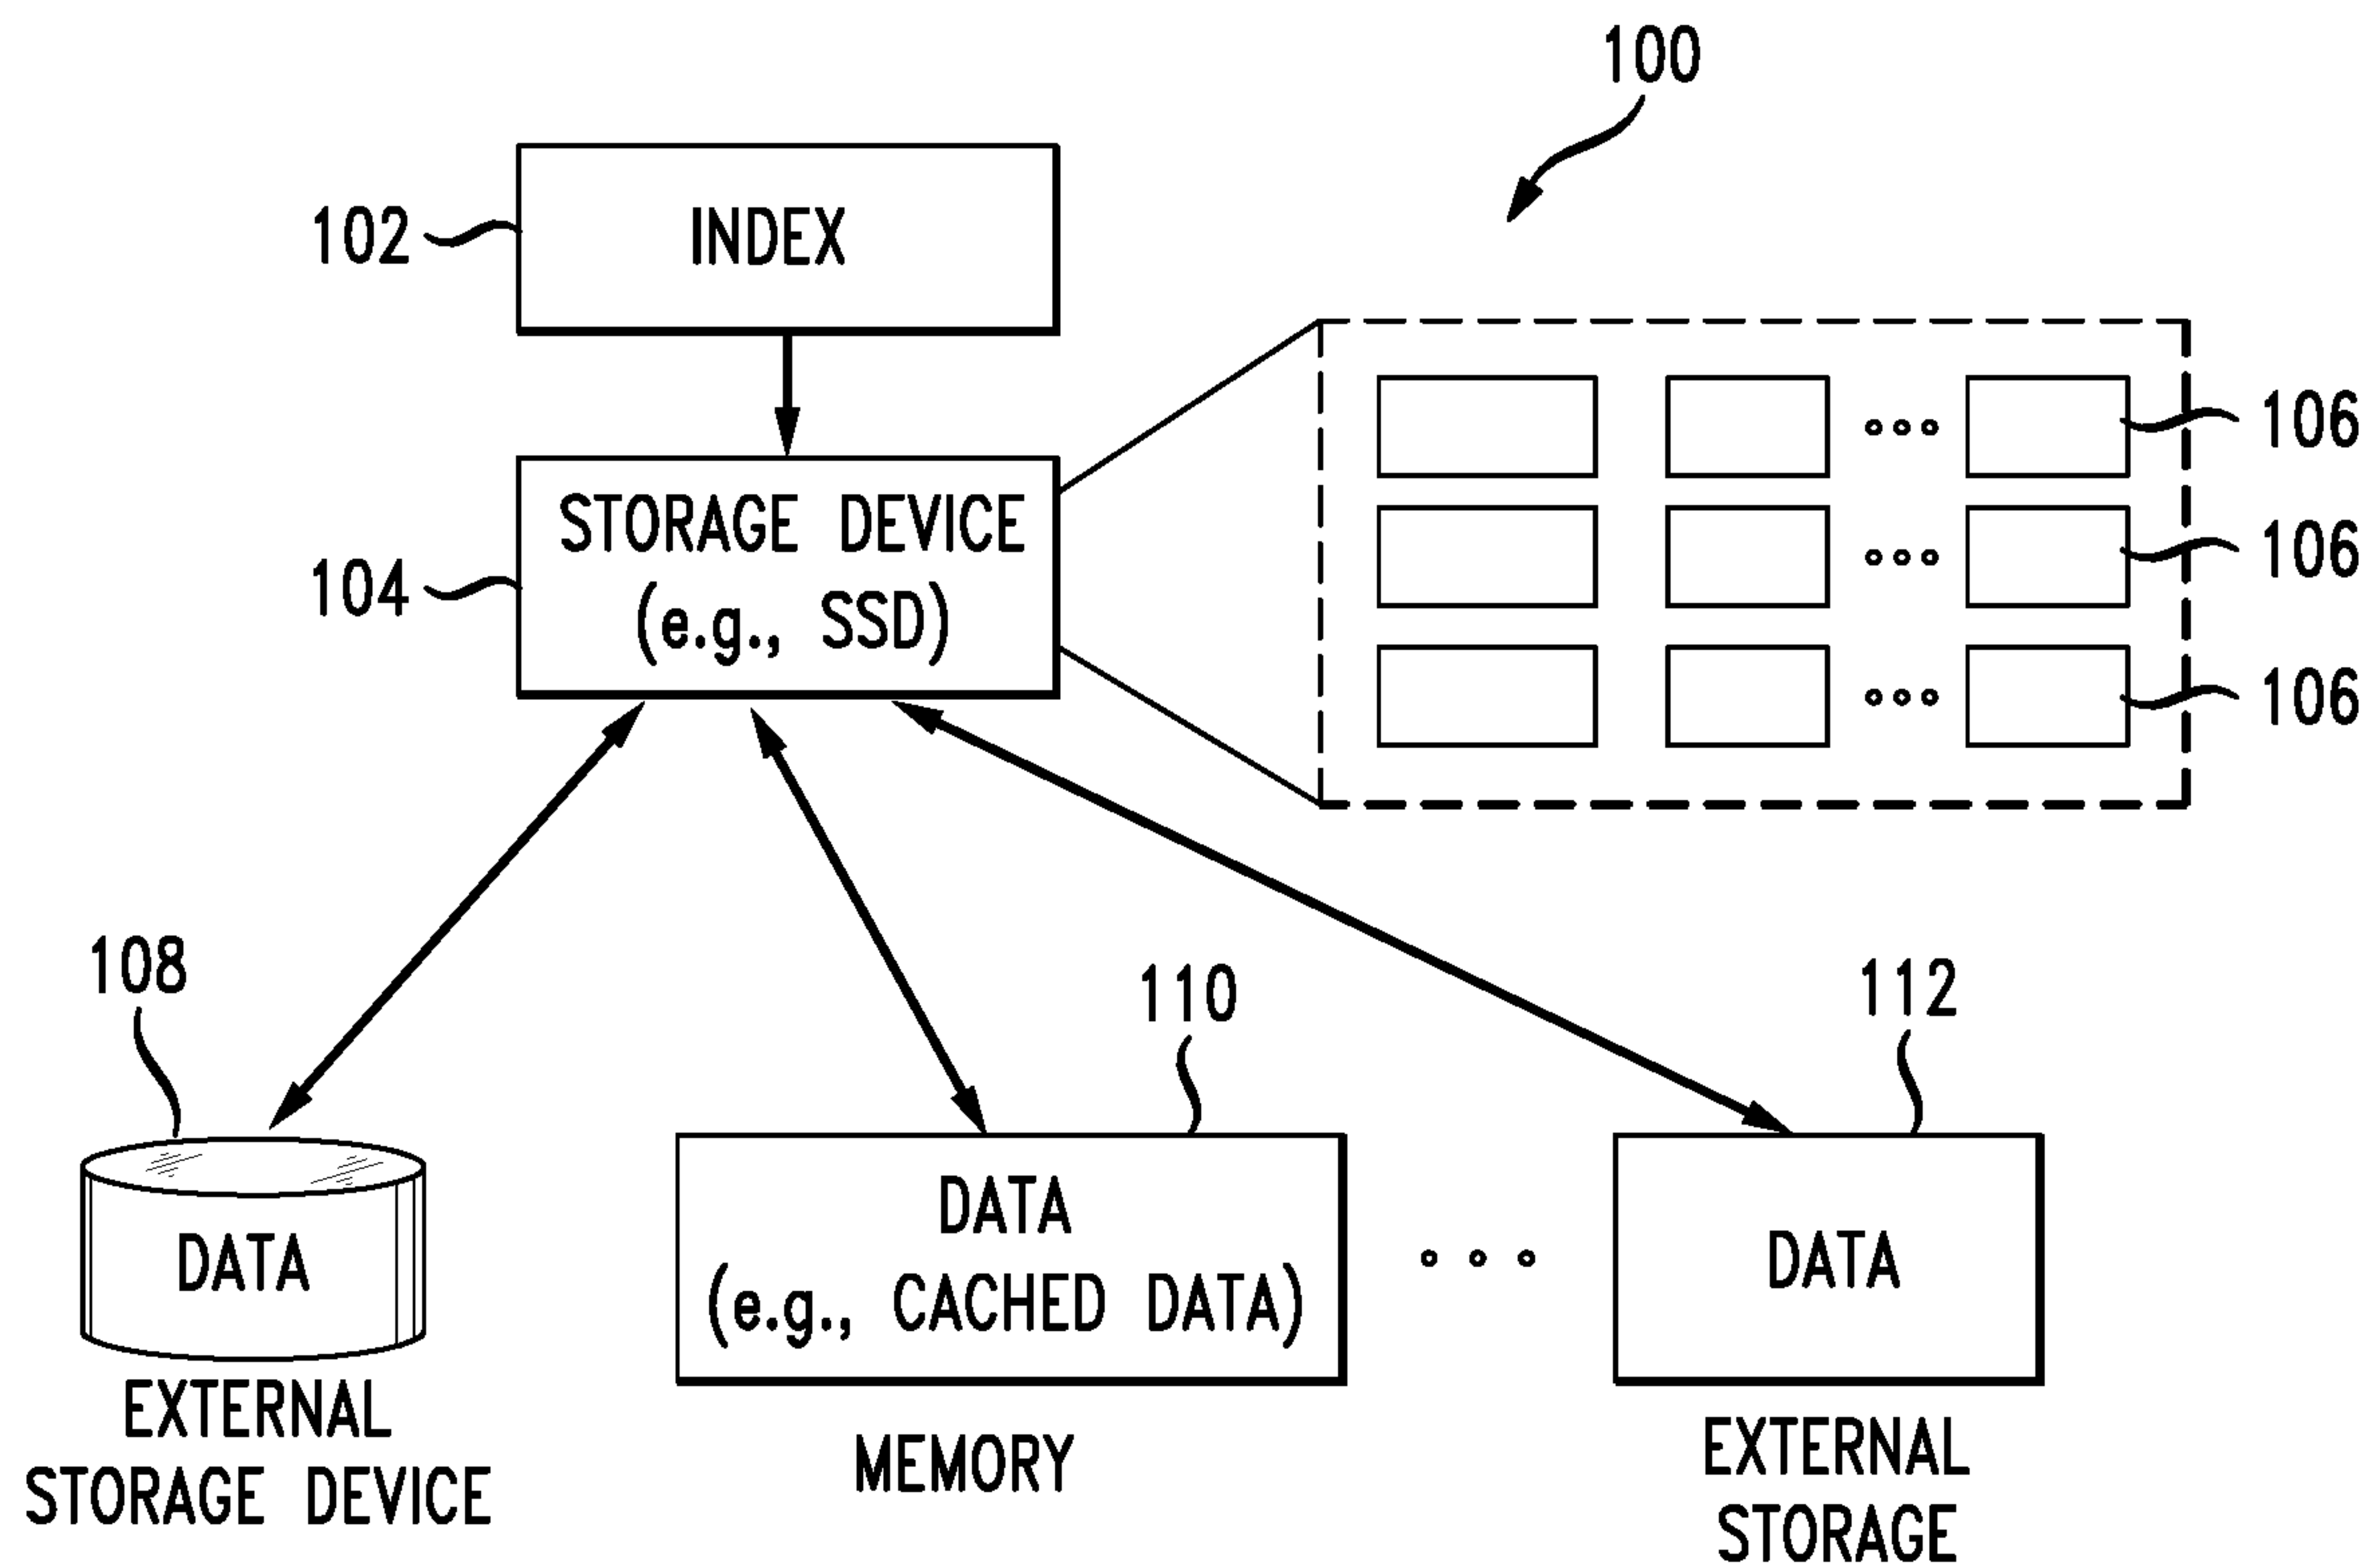 100
102
INDEX
106
STORAGE DEVICE
(e.g., SSD)
104
106
106
108
110
112
DATA
DATA
(e.g., CACHED DATA)
DATA
EXTERNAL
STORAGE DEVICE
MEMORY
EXTERNAL
STORAGE